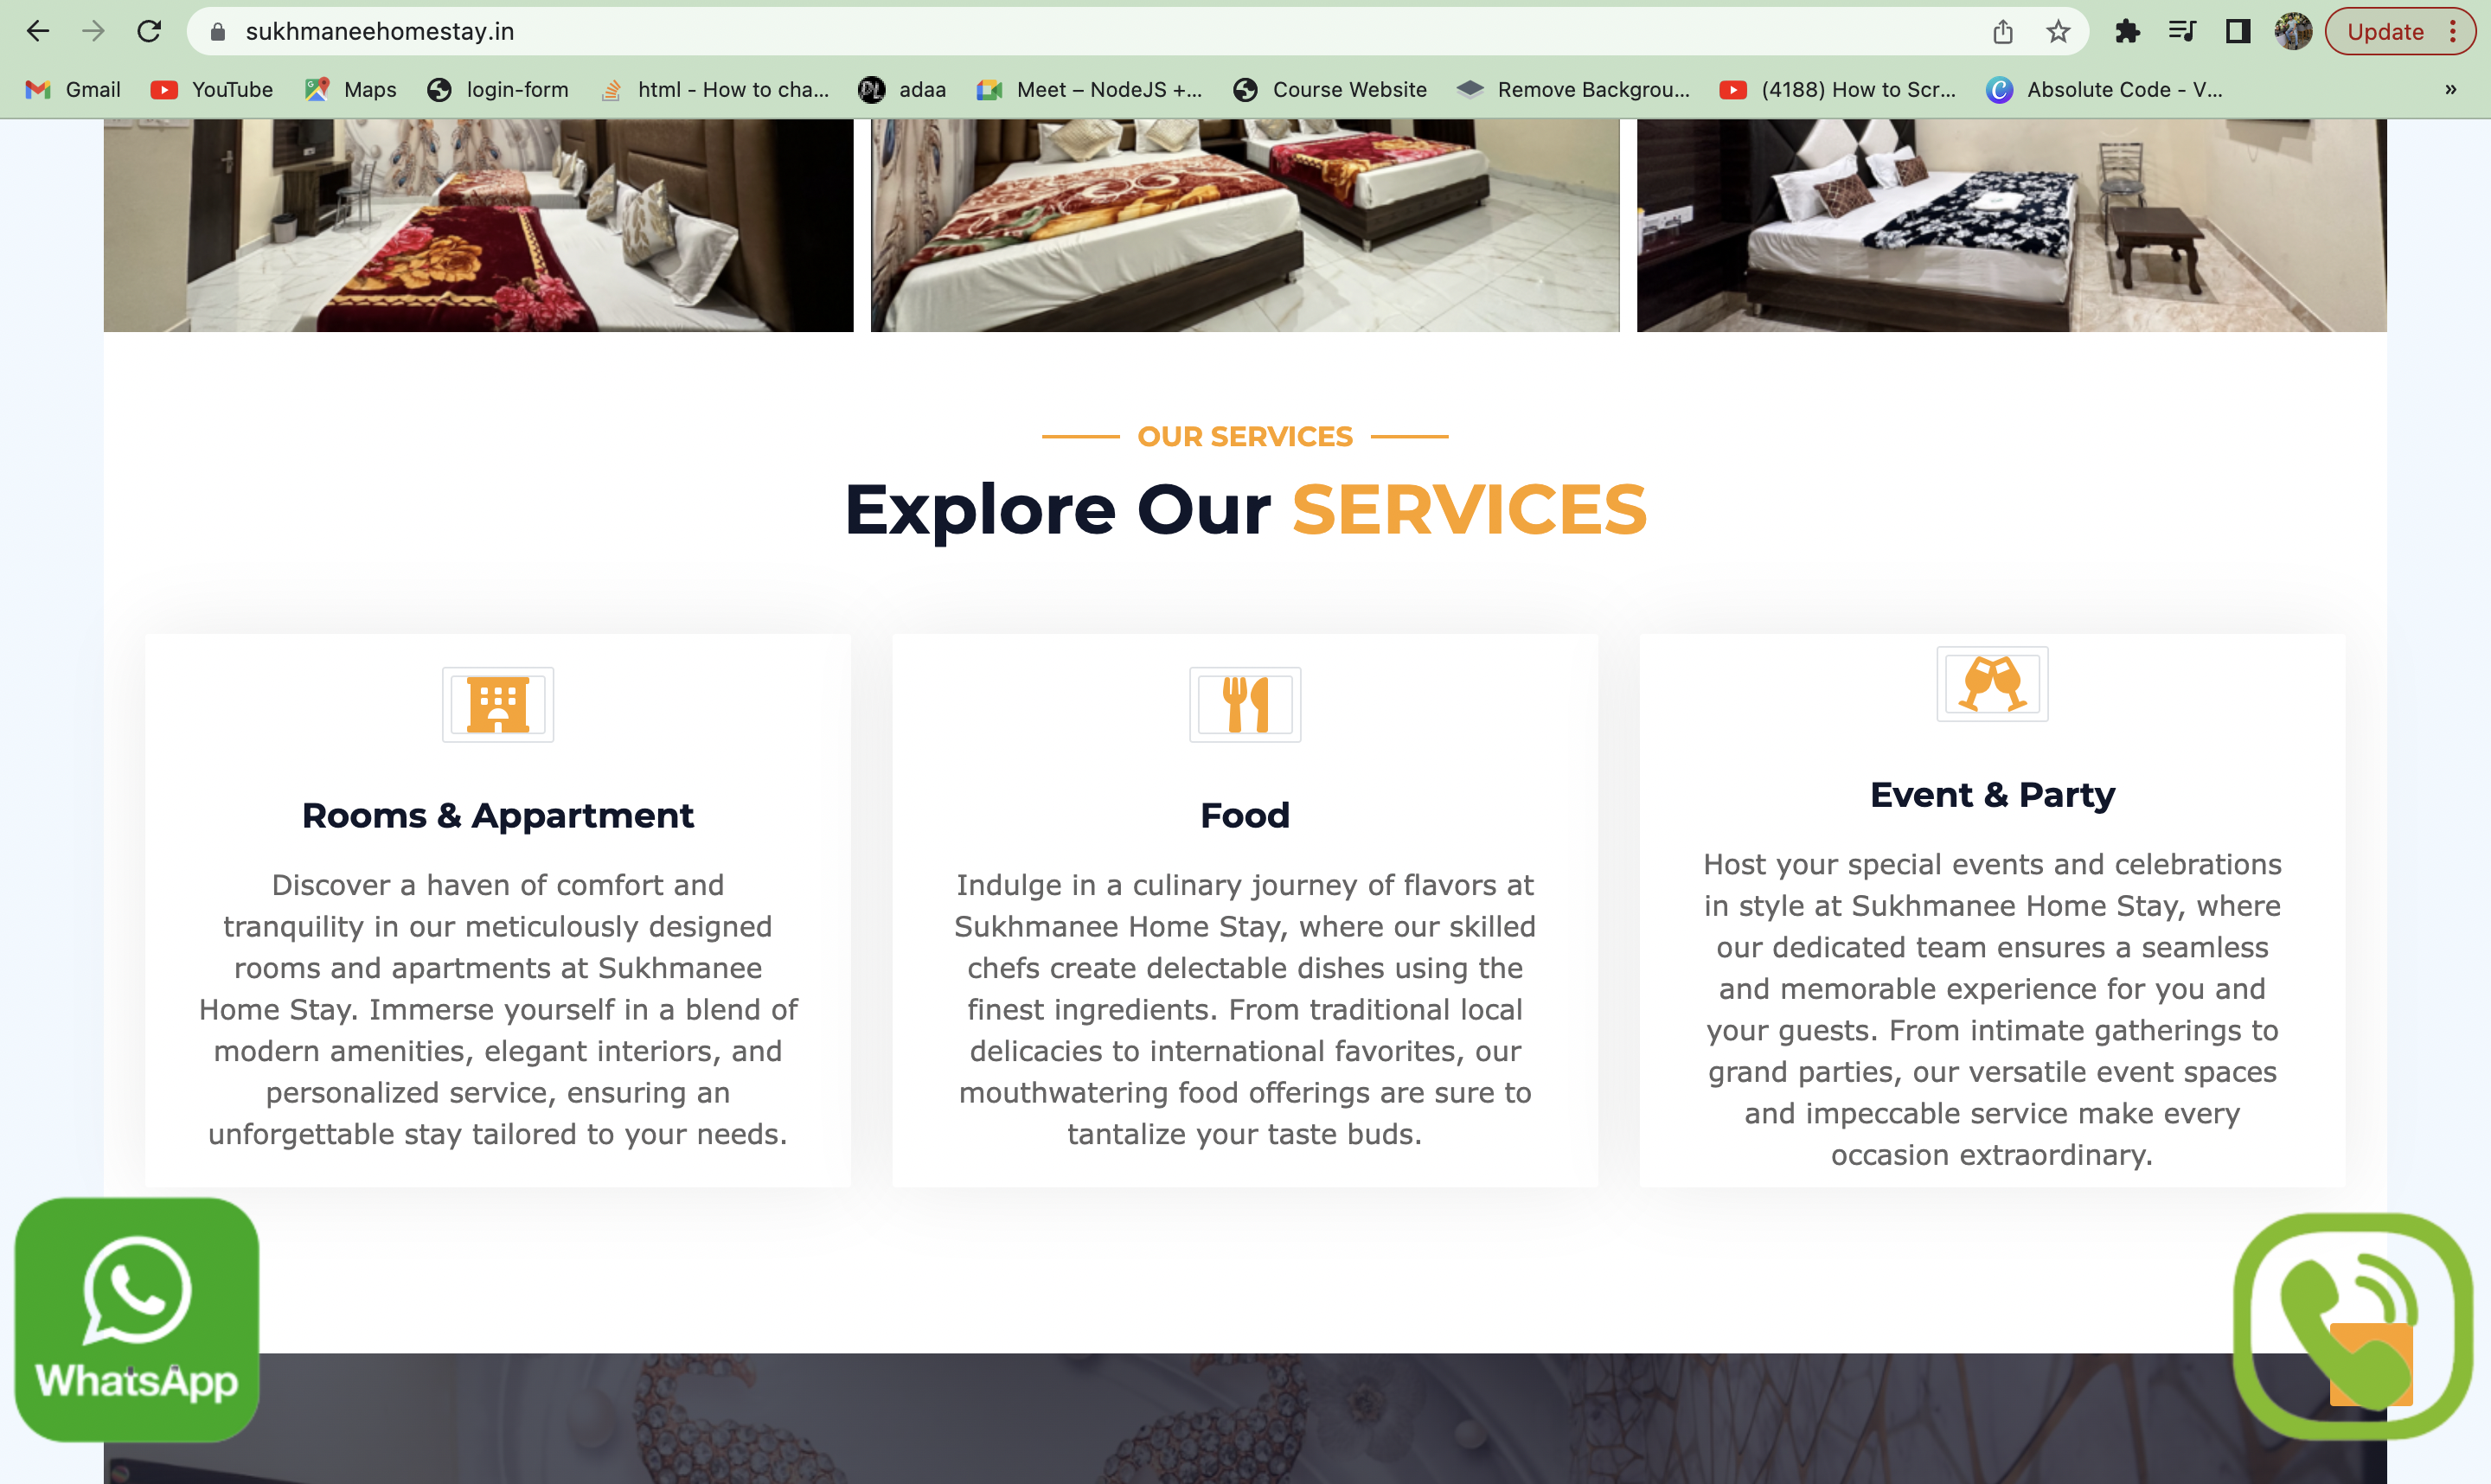 sukhmaneehomestay.in
Update
Gmail
YouTube
Maps
login-form
html - How to cha...
adaa
Meet – NodeJS +...
Course Website
Remove Backgrou...
(4188) How to Scr...
Absolute Code - V...
»
OUR SERVICES
Explore Our SERVICES
Rooms & Appartment
Discover a haven of comfort and
tranquility in our meticulously designed
rooms and apartments at Sukhmanee
Home Stay. Immerse yourself in a blend of
modern amenities, elegant interiors, and
personalized service, ensuring an
unforgettable stay tailored to your needs.
Food
Indulge in a culinary journey of flavors at
Sukhmanee Home Stay, where our skilled
chefs create delectable dishes using the
finest ingredients. From traditional local
delicacies to international favorites, our
mouthwatering food offerings are sure to
tantalize your taste buds.
Event & Party
Host your special events and celebrations
in style at Sukhmanee Home Stay, where
our dedicated team ensures a seamless
and memorable experience for you and
your guests. From intimate gatherings to
grand parties, our versatile event spaces
and impeccable service make every
occasion extraordinary.
WhatsApp